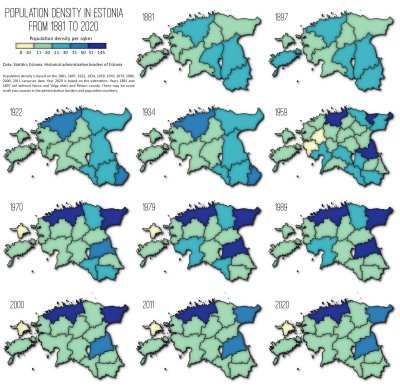 POPULATION DENSITY IN ESTONIA
FROM 1881 TO 2020
Population density per sqkm
8 - 10 11 - 20 21 - 30 31 - 50 51 - 145
Data: Statistics Estonia, Historical administrative borders of Estonia
Population density is based on the 1881, 1897, 1922, 1934, 1959, 1970, 1979, 1989,
2000, 2011 censuses data. Year 2020 is based on the estimation. Years 1881 and
1897 are without Narva and Valga cities and Petseri county. There may be some
small inaccuracies in the administrative borders and population numbers.
1881
1897
1922
1934
1959
1970
1979
1989
2000
2011
2020